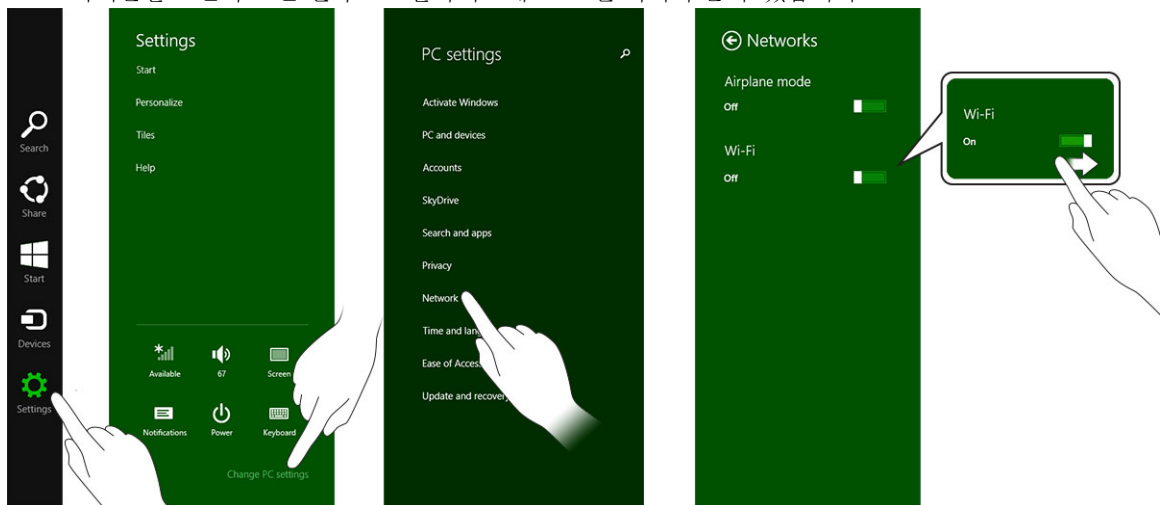 Search
Share
Start
Devices
Settings
Settings
Start
Personalize
Tiles
Help
Available
67
Screen
Notifications
Power
Keyboard
Change PC settings
PC settings
Activate Windows
PC and devices
Accounts
SkyDrive
Search and apps
Privacy
Network
Time and
Ease of
Update and
Networks
Airplane mode
Off
Wi-Fi
Off
Wi-Fi
On